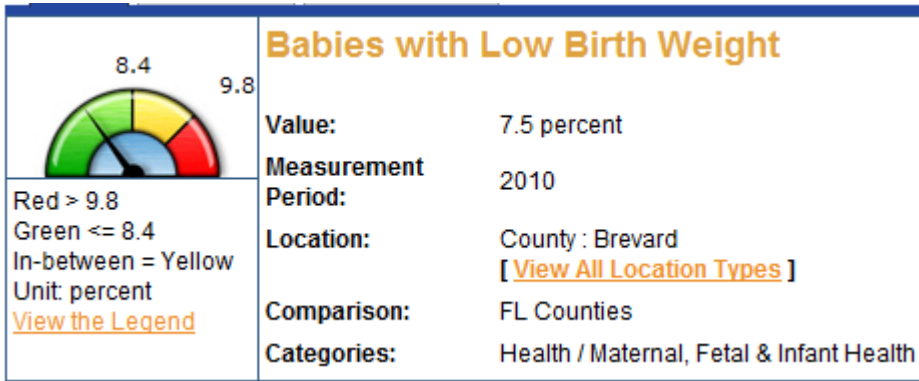 8.4
9.8
Red > 9.8
Green <= 8.4
In-between = Yellow
Unit: percent
View the Legend
Babies with Low Birth Weight
Value: 7.5 percent
Measurement
Period: 2010
Location: County : Brevard
[ View All Location Types ]
Comparison: FL Counties
Categories: Health / Maternal, Fetal & Infant Health